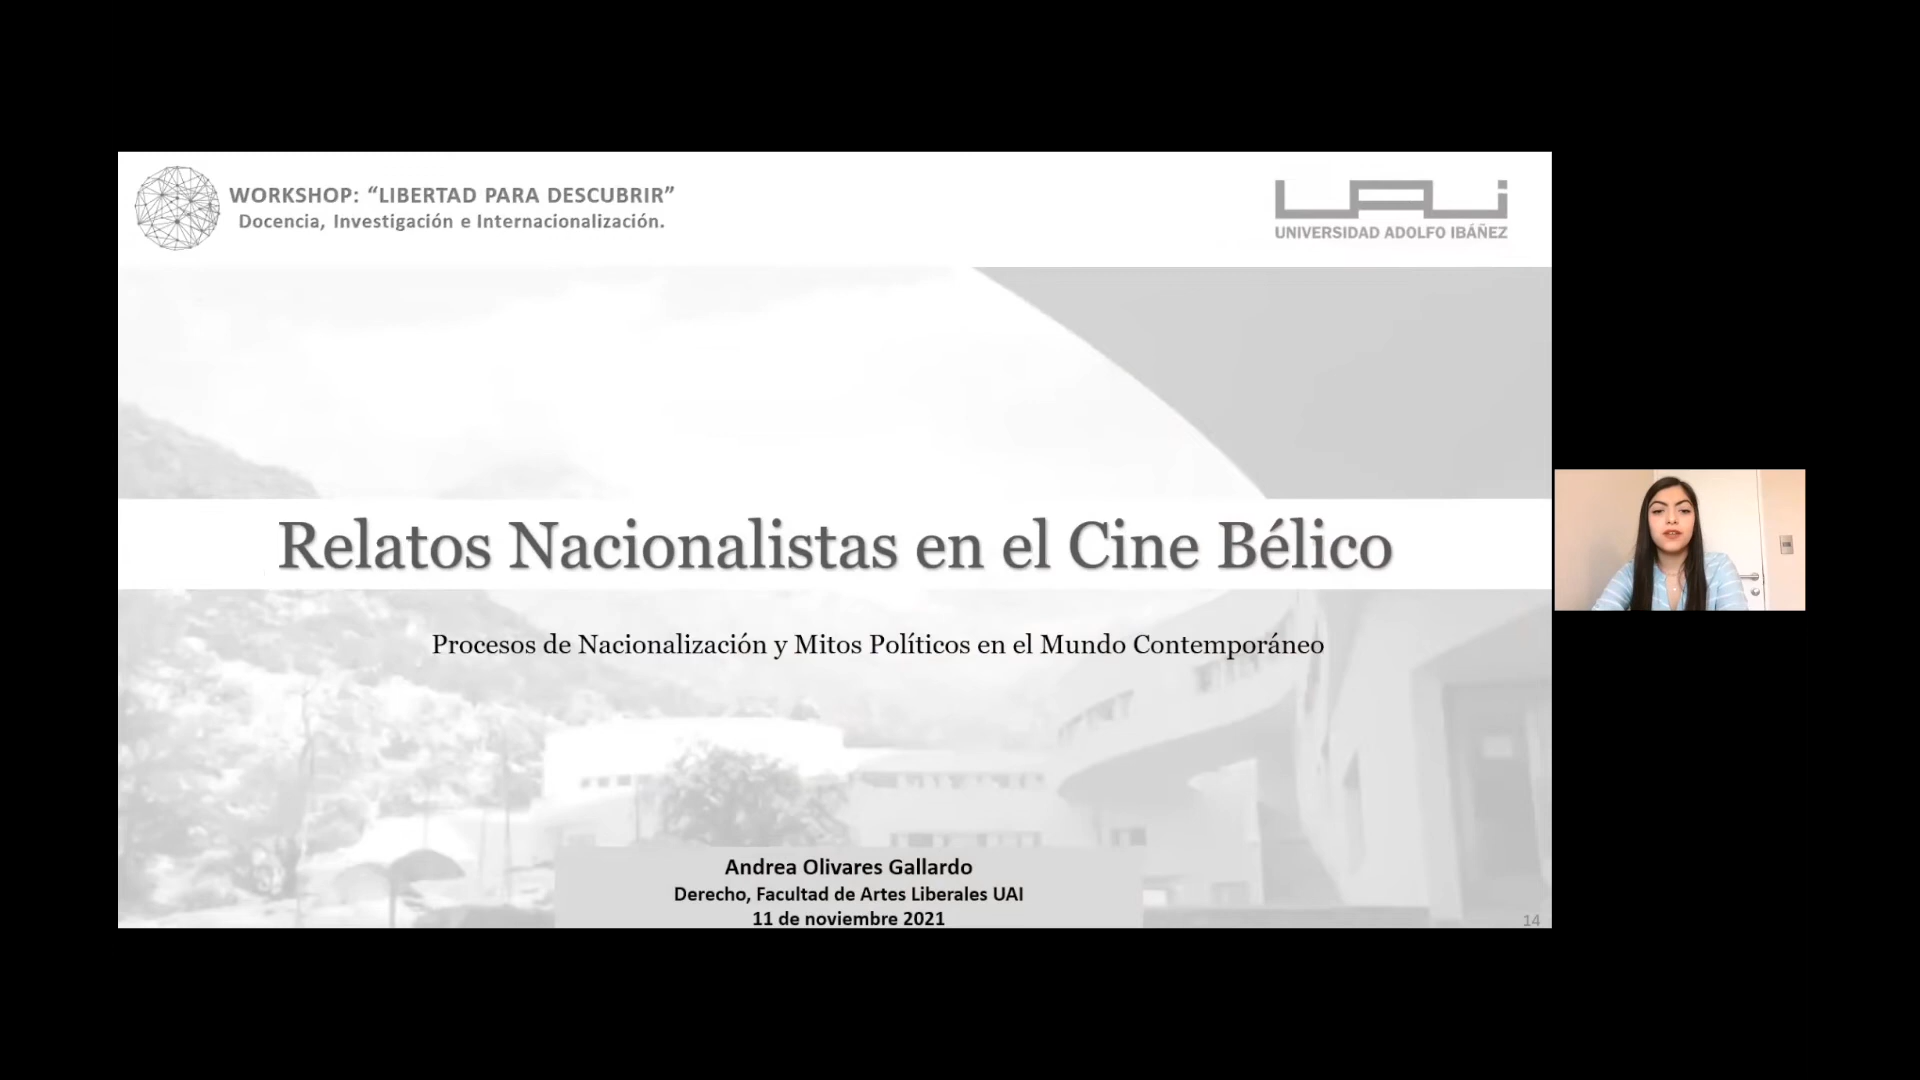 WORKSHOP: “LIBERTAD PARA DESCUBRIR”
Docencia, Investigación e Internacionalización.
UAI
UNIVERSIDAD ADOLFO IBÁÑEZ
Relatos Nacionalistas en el Cine Bélico
Procesos de Nacionalización y Mitos Políticos en el Mundo Contemporáneo
Andrea Olivares Gallardo
Derecho, Facultad de Artes Liberales UAI
11 de noviembre 2021
14